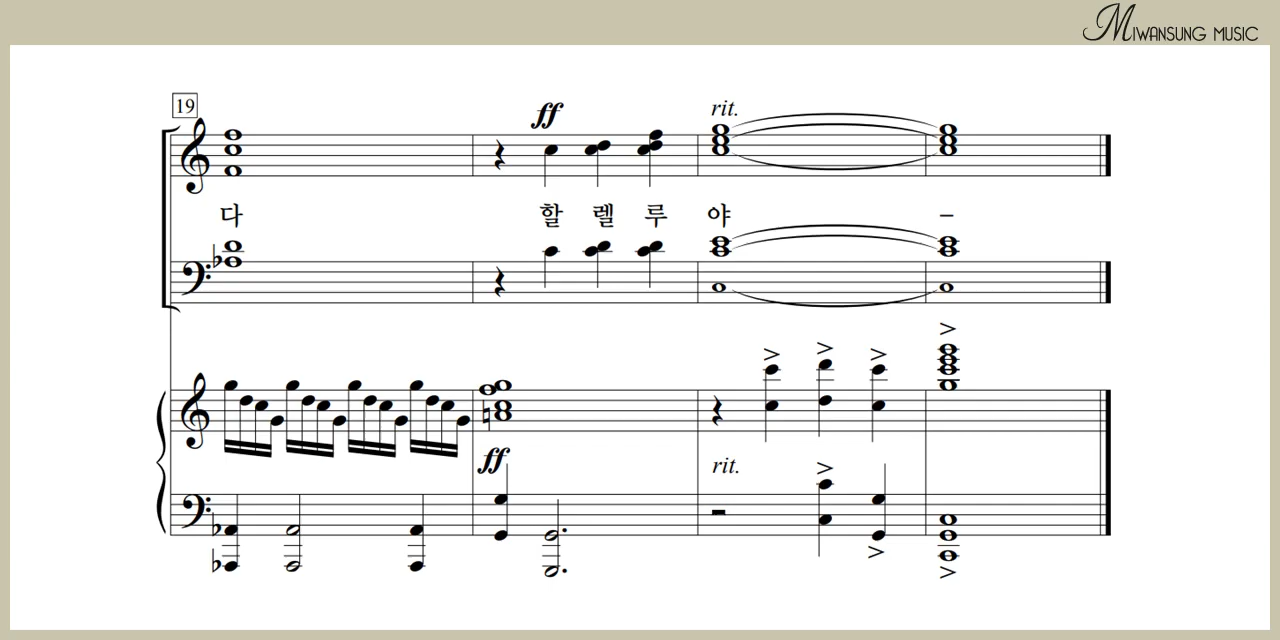 MIWANSUNG MUSIC
19
ff
rit.
다 할 렐 루 야 –
ff
rit.